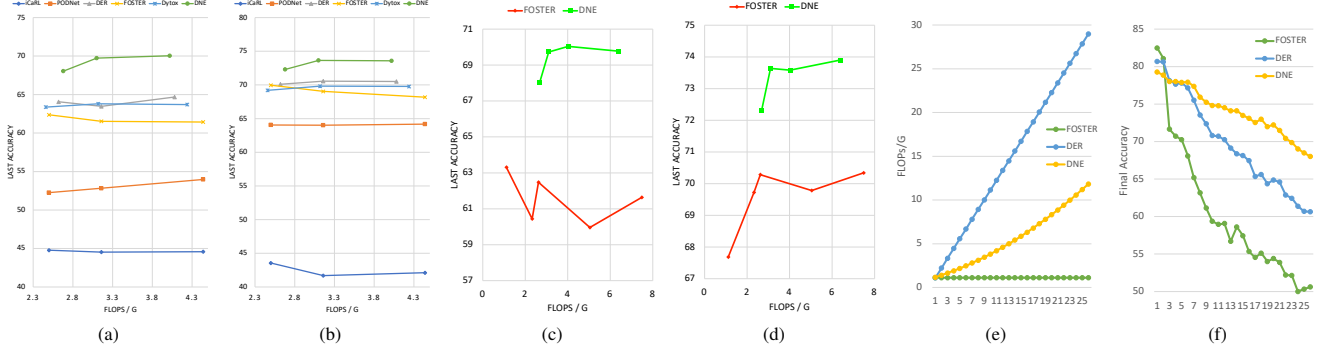 iCaRL PODNet DER FOSTER Dytox DNE
LAST ACCURACY
80
75
70
65
60
55
50
45
40
2.3 2.8 3.3 3.8 4.3
FLOPS / G
(a)
iCaRL PODNet DER FOSTER Dytox DNE
LAST ACCURACY
80
75
70
65
60
55
50
45
40
2.3 2.8 3.3 3.8 4.3
FLOPS / G
(b)
FOSTER DNE
LAST ACCURACY
71
69
67
65
63
61
59
57
0 2 4 6 8
FLOPS / G
(c)
FOSTER DNE
LAST ACCURACY
75
74
73
72
71
70
69
68
67
0 2 4 6 8
FLOPS / G
(d)
FLOPs/G
30
25
20
15
10
5
0
FOSTER
DER
DNE
1 3 5 7 9 11 13 15 17 19 21 23 25
(e)
Final Accuracy
85
80
75
70
65
60
55
50
FOSTER
DER
DNE
1 3 5 7 9 11 13 15 17 19 21 23 25
(f)